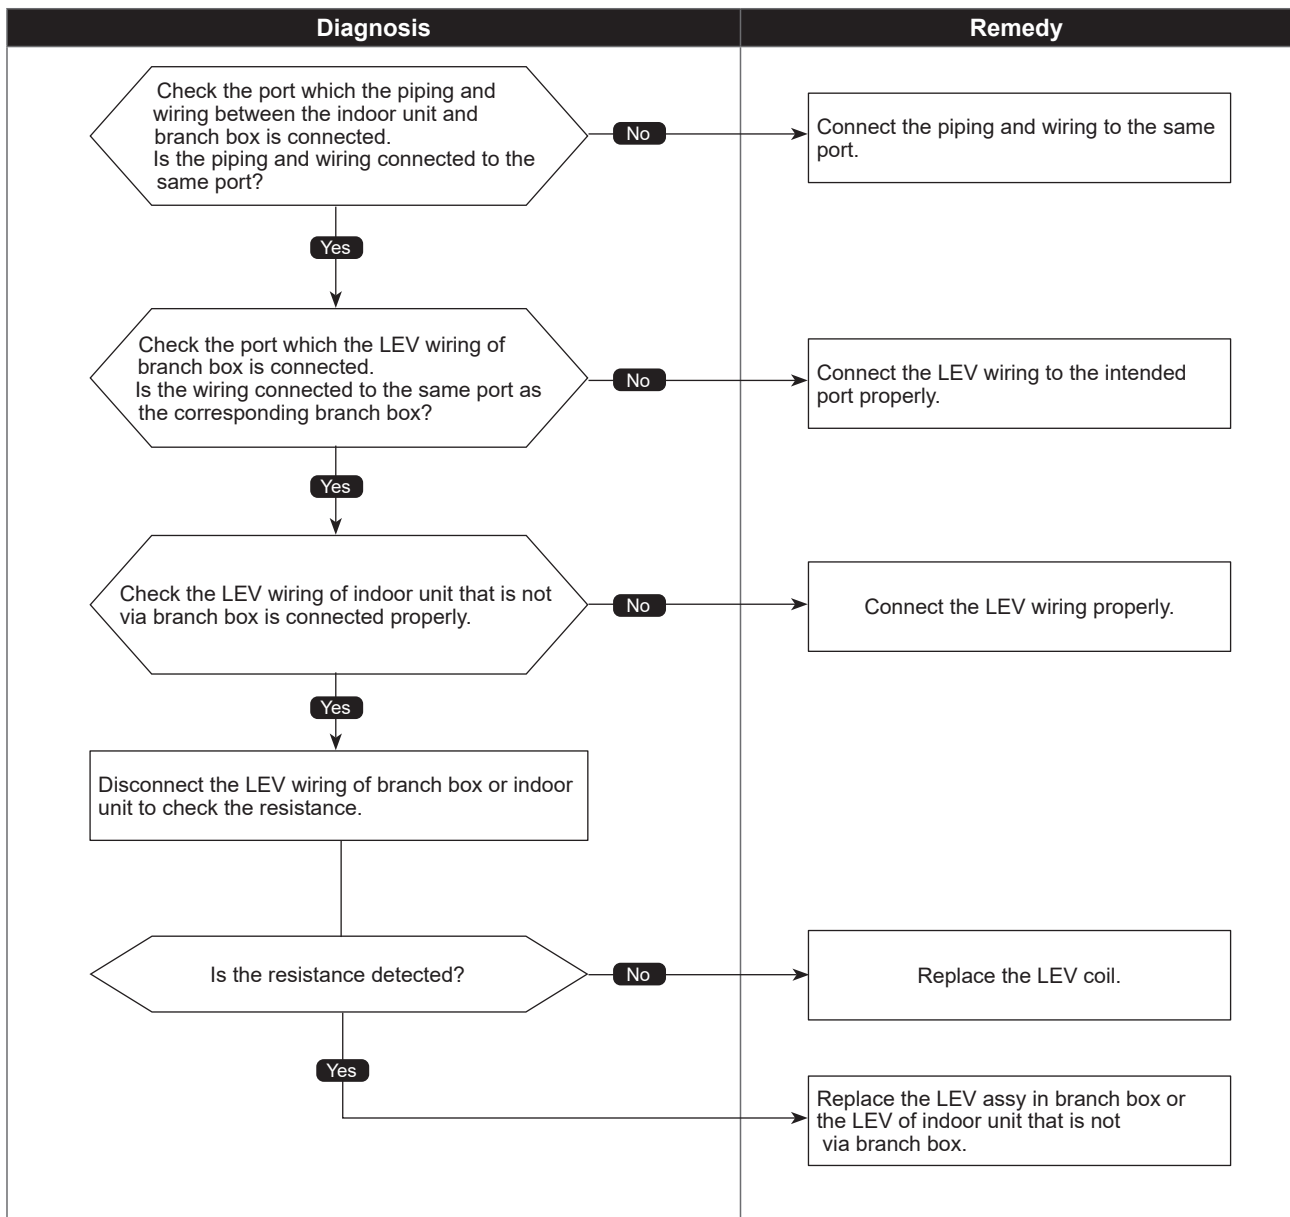 Diagnosis
Remedy
Check the port which the piping and
wiring between the indoor unit and
branch box is connected.
Is the piping and wiring connected to the
same port?
No
Connect the piping and wiring to the same
port.
Yes
Check the port which the LEV wiring of
branch box is connected.
Is the wiring connected to the same port as
the corresponding branch box?
No
Connect the LEV wiring to the intended
port properly.
Yes
Check the LEV wiring of indoor unit that is not
via branch box is connected properly.
No
Connect the LEV wiring properly.
Yes
Disconnect the LEV wiring of branch box or indoor
unit to check the resistance.
Is the resistance detected?
No
Replace the LEV coil.
Yes
Replace the LEV assy in branch box or
the LEV of indoor unit that is not
via branch box.